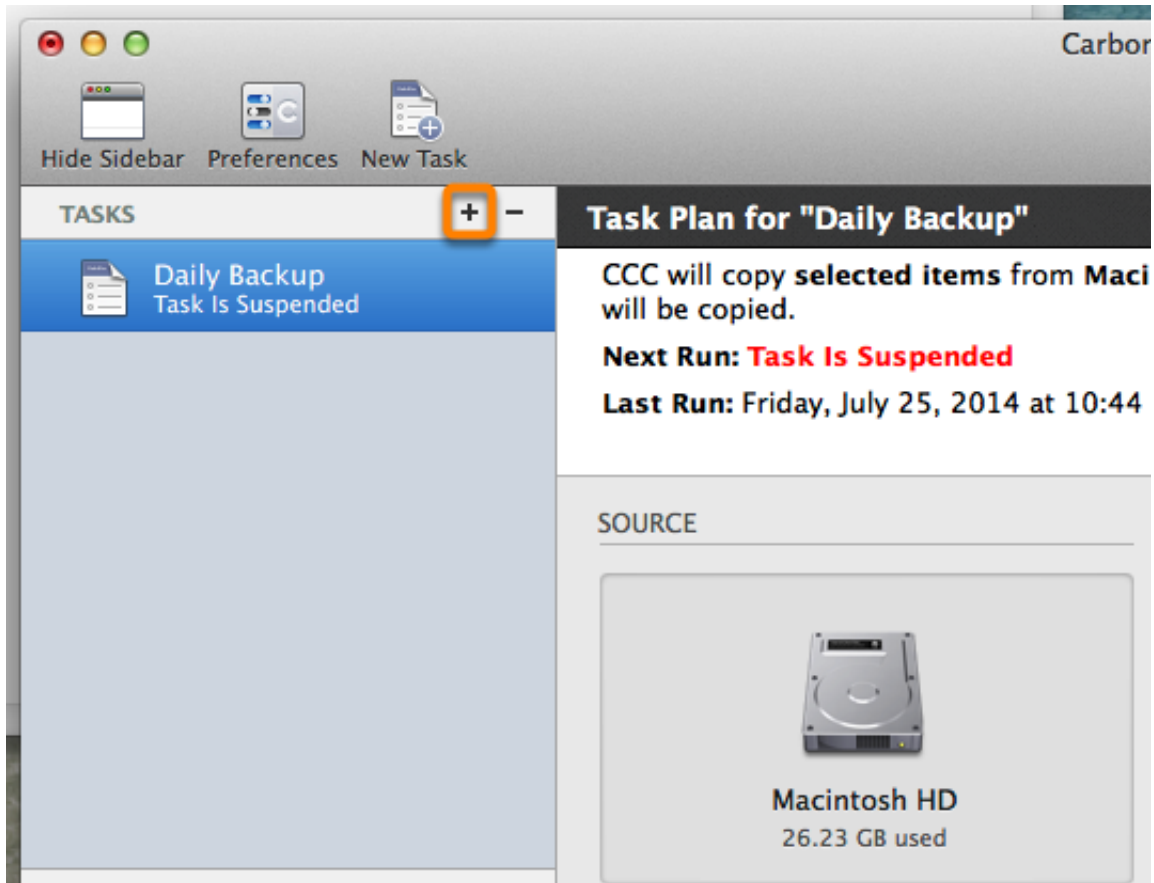 Carbon
Hide Sidebar Preferences New Task
TASKS + −
Daily Backup
Task Is Suspended
Task Plan for "Daily Backup"
CCC will copy selected items from Maci
will be copied.
Next Run: Task Is Suspended
Last Run: Friday, July 25, 2014 at 10:44
SOURCE
Macintosh HD
26.23 GB used